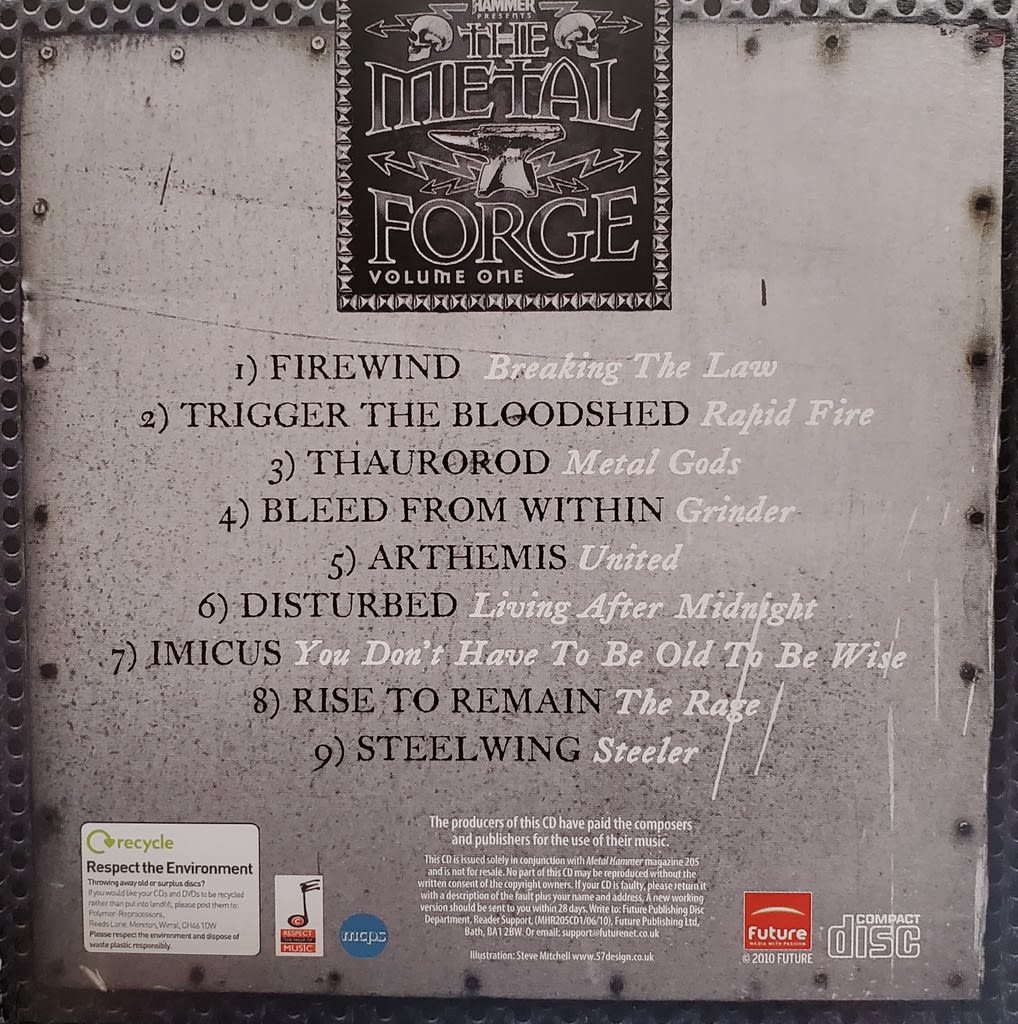 HAMMER
PRESENTS
THE
METAL
FORGE
VOLUME ONE
1) FIREWIND Breaking The Law
2) TRIGGER THE BLOODSHED Rapid Fire
3) THAUROROD Metal Gods
4) BLEED FROM WITHIN Grinder
5) ARTHEMIS United
6) DISTURBED Living After Midnight
7) IMICUS You Don't Have To Be Old To Be Wise
8) RISE TO REMAIN The Rage
9) STEELWING Steeler
recycle
Respect the Environment
Throwing away old or surplus discs?
If you would like your CDs and DVDs to be recycled
rather than put into landfill, please post them to:
Polymer-Reprocessors,
Reeds Lane, Moreton, Wirral, CH46 1DW
Please respect the environment and dispose of
waste plastic responsibly.
RESPECT
MUSIC
mcps
The producers of this CD have paid the composers
and publishers for the use of their music.
This CD is issued solely in conjunction with Metal Hammer magazine 205
and is not for resale. No part of this CD may be reproduced without the
written consent of the copyright owners. If your CD is faulty, please return it
with a description of the fault plus your name and address. A new working
version should be sent to you within 28 days. Write to: Future Publishing Disc
Department, Reader Support, (MHR205CD1/06/10), Future Publishing Ltd,
Bath, BA1 2BW. Or email: support@futurenet.co.uk
Illustration: Steve Mitchell www.57design.co.uk
Future
MEDIA WITH PASSION
© 2010 FUTURE
COMPACT
disc